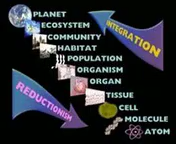 PLANET
ECOSYSTEM
COMMUNITY
HABITAT
POPULATION
ORGANISM
ORGAN
TISSUE
CELL
MOLECULE
ATOM
INTEGRATION
REDUCTIONISM